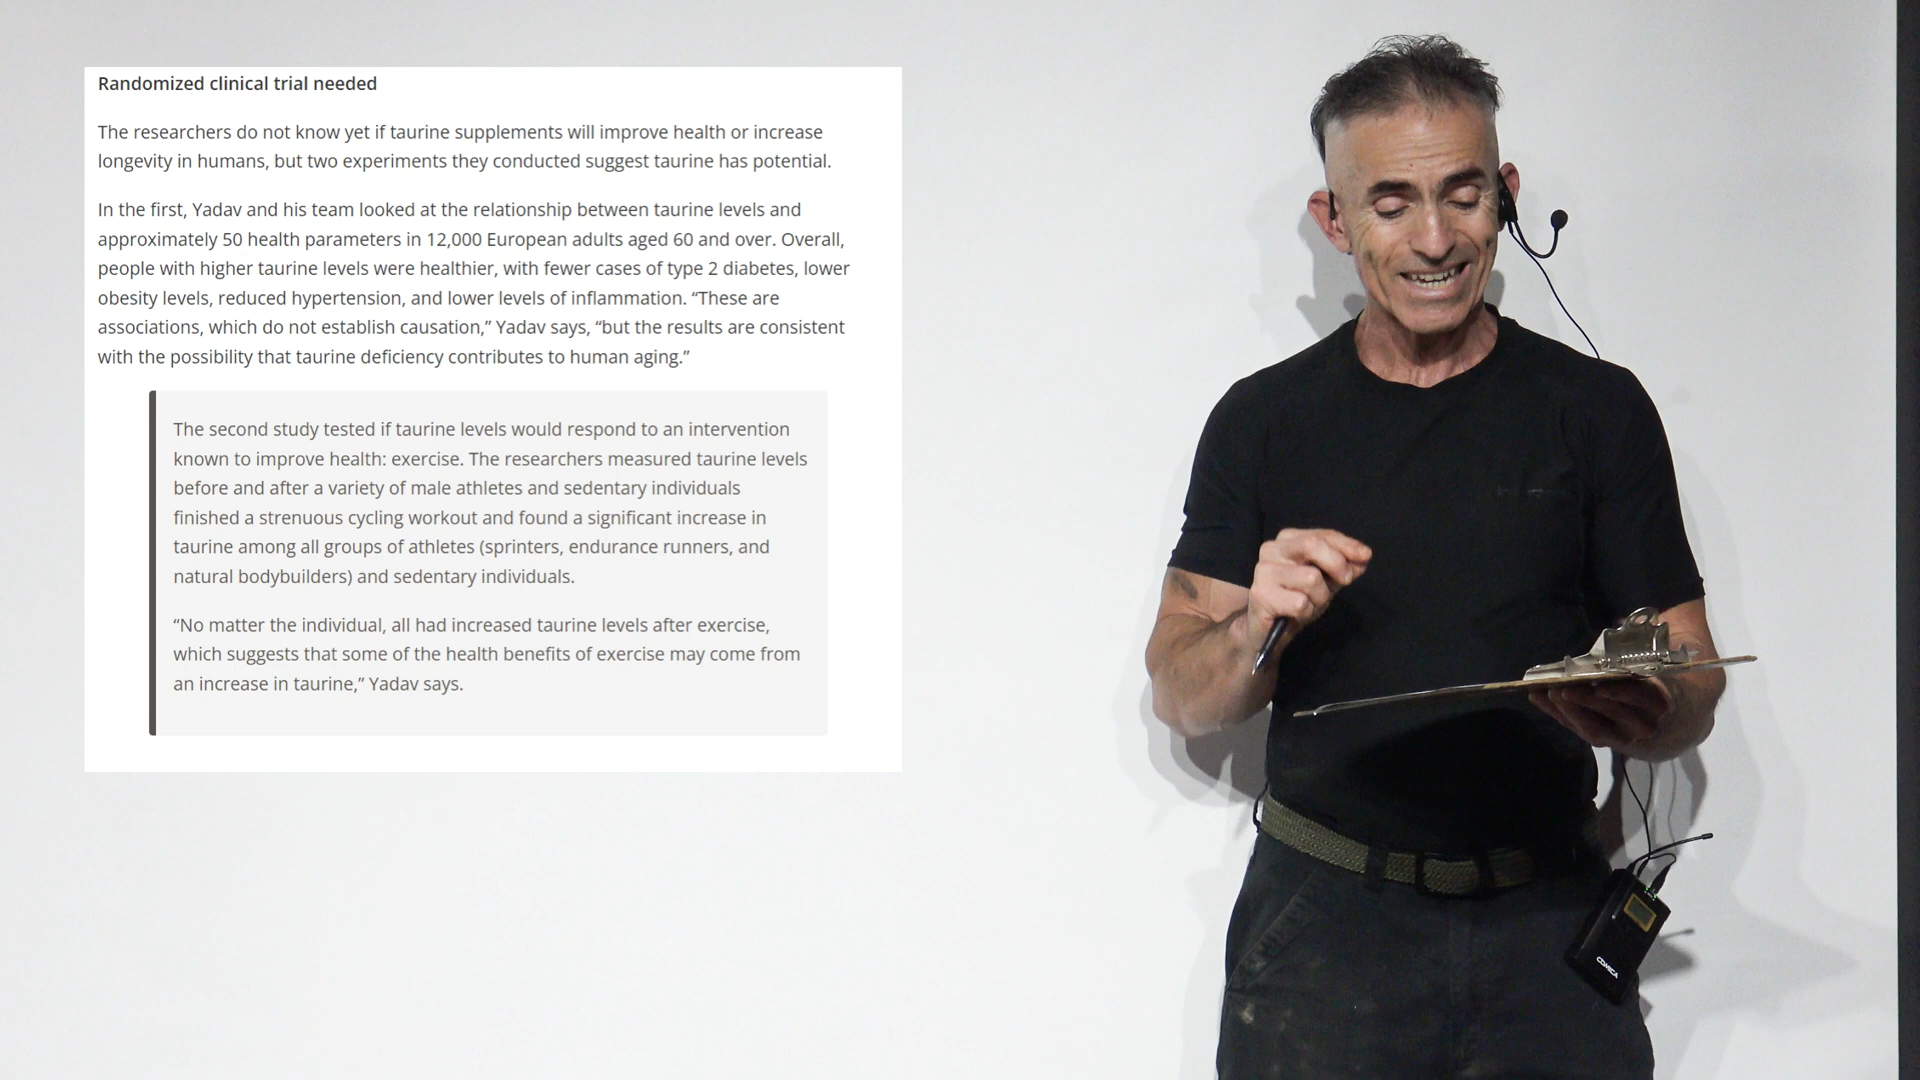 Randomized clinical trial needed
The researchers do not know yet if taurine supplements will improve health or increase
longevity in humans, but two experiments they conducted suggest taurine has potential.
In the first, Yadav and his team looked at the relationship between taurine levels and
approximately 50 health parameters in 12,000 European adults aged 60 and over. Overall,
people with higher taurine levels were healthier, with fewer cases of type 2 diabetes, lower
obesity levels, reduced hypertension, and lower levels of inflammation. “These are
associations, which do not establish causation,” Yadav says, “but the results are consistent
with the possibility that taurine deficiency contributes to human aging.”
The second study tested if taurine levels would respond to an intervention
known to improve health: exercise. The researchers measured taurine levels
before and after a variety of male athletes and sedentary individuals
finished a strenuous cycling workout and found a significant increase in
taurine among all groups of athletes (sprinters, endurance runners, and
natural bodybuilders) and sedentary individuals.
“No matter the individual, all had increased taurine levels after exercise,
which suggests that some of the health benefits of exercise may come from
an increase in taurine,” Yadav says.
COMICA